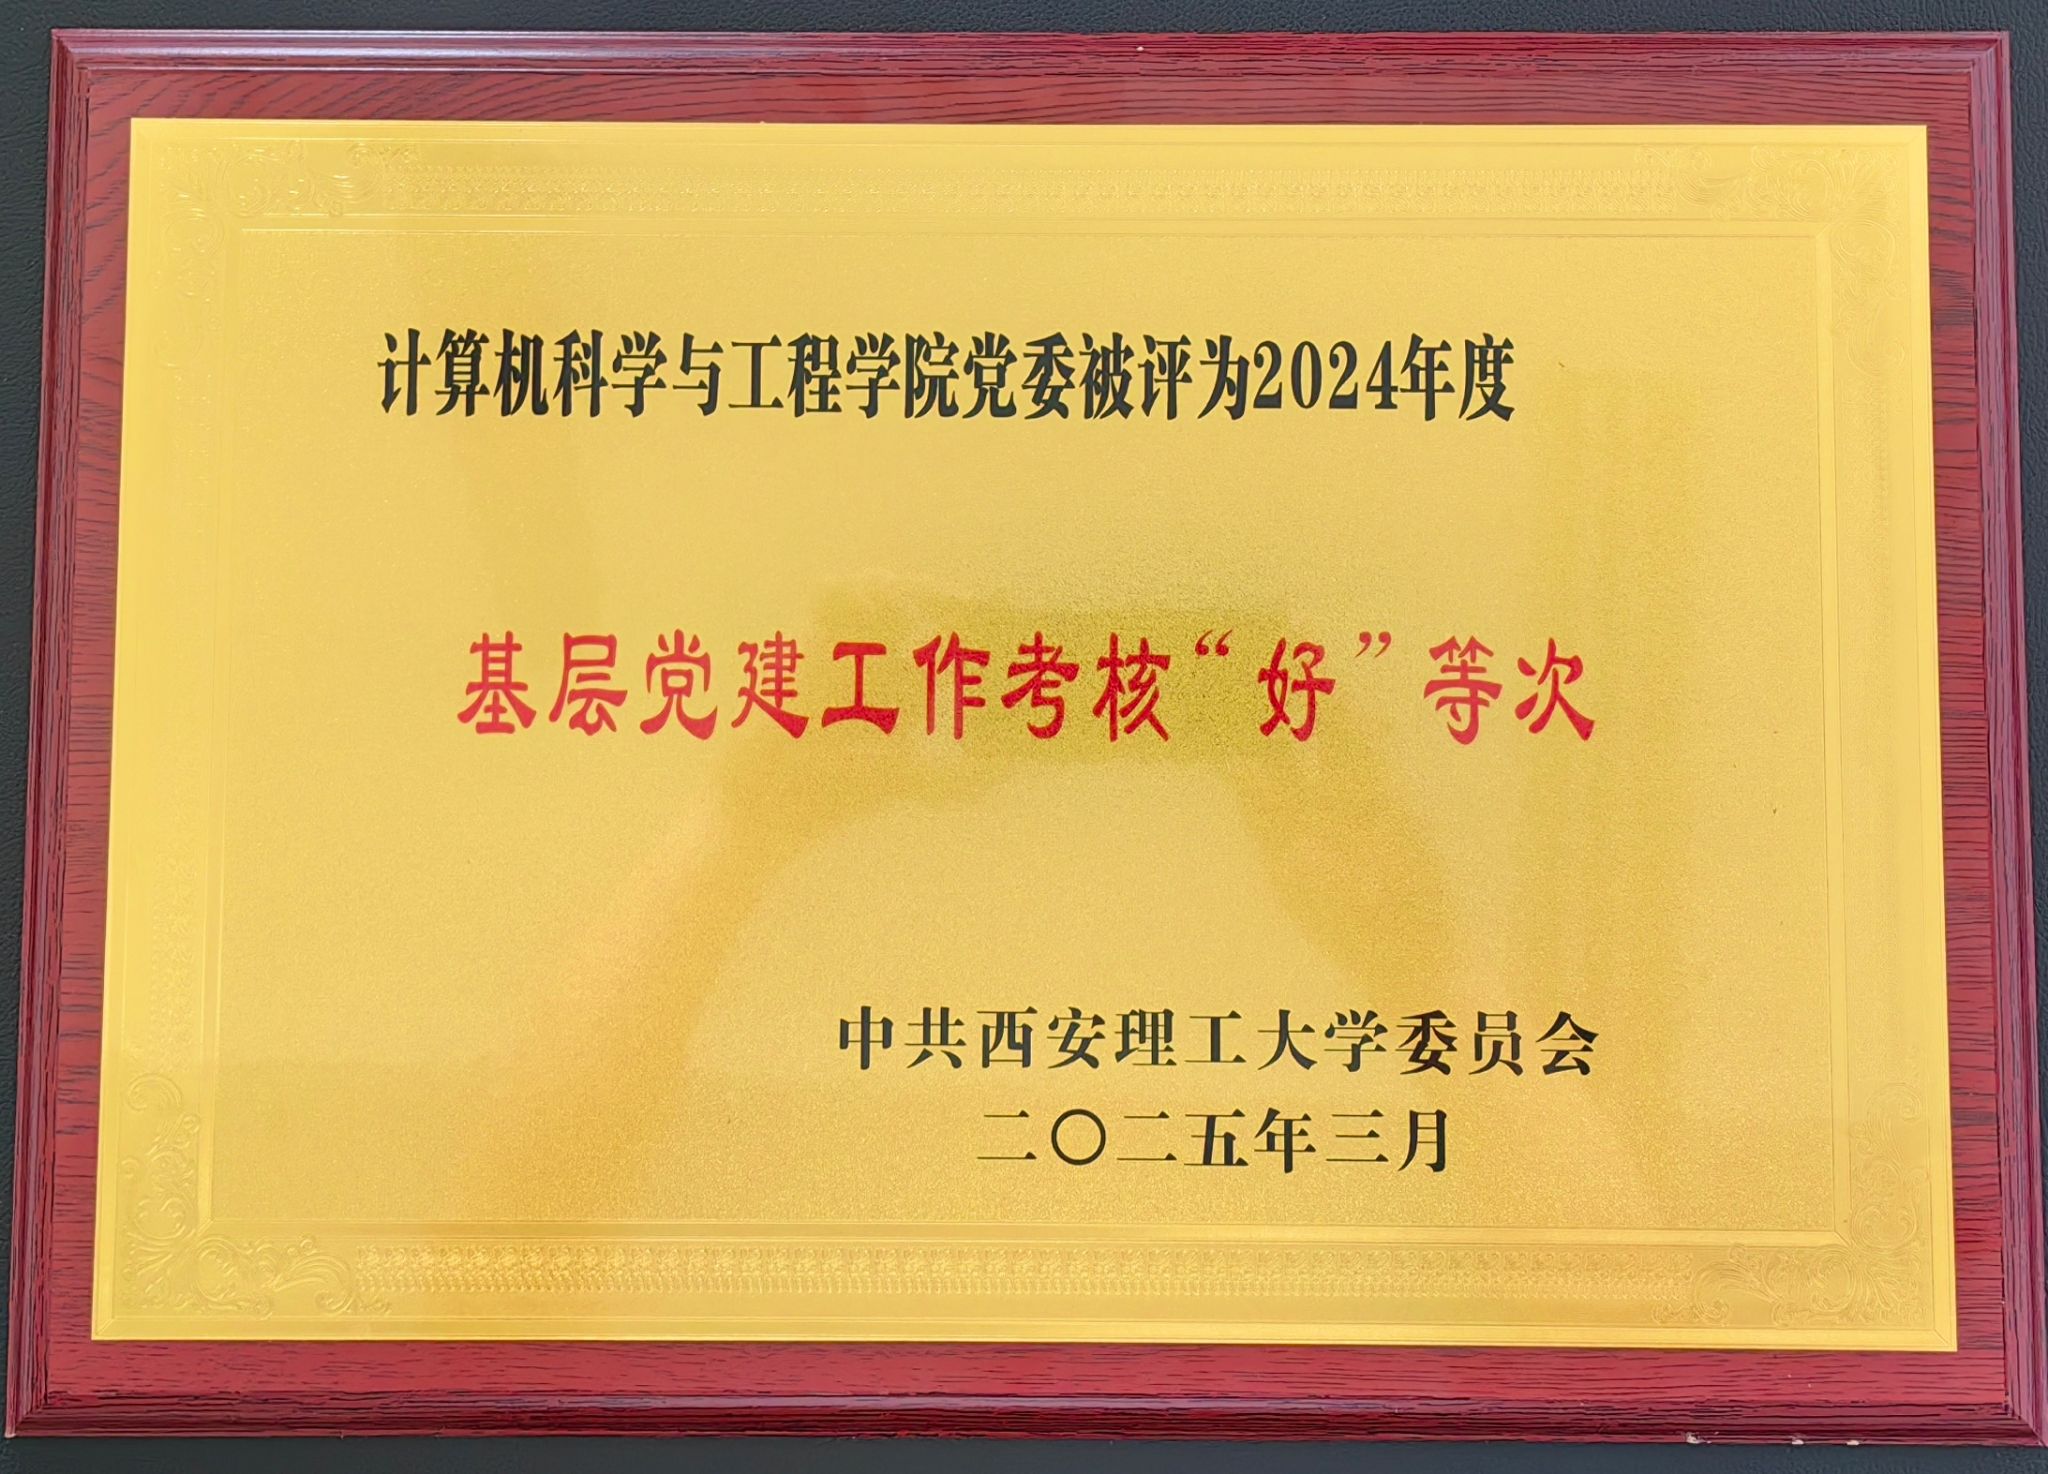 计算机科学与工程学院党委被评为2024年度
基层党建工作考核“好”等次
中共西安理工大学委员会
二〇二五年三月